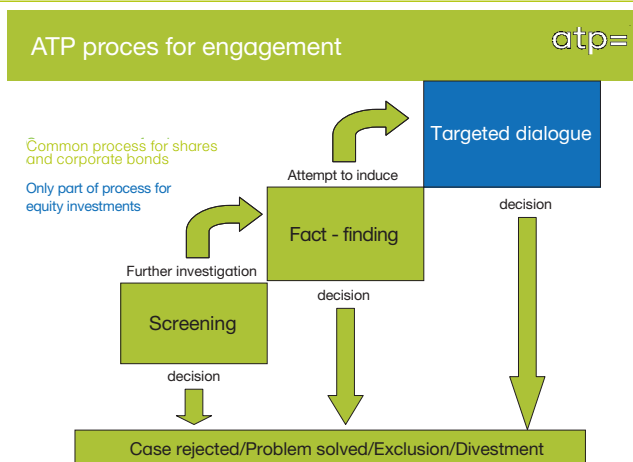 ATP proces for engagement
atp=
Common process for shares
and corporate bonds
Only part of process for
equity investments
Targeted dialogue
Attempt to induce
decision
Fact - finding
Further investigation
decision
Screening
decision
Case rejected/Problem solved/Exclusion/Divestment